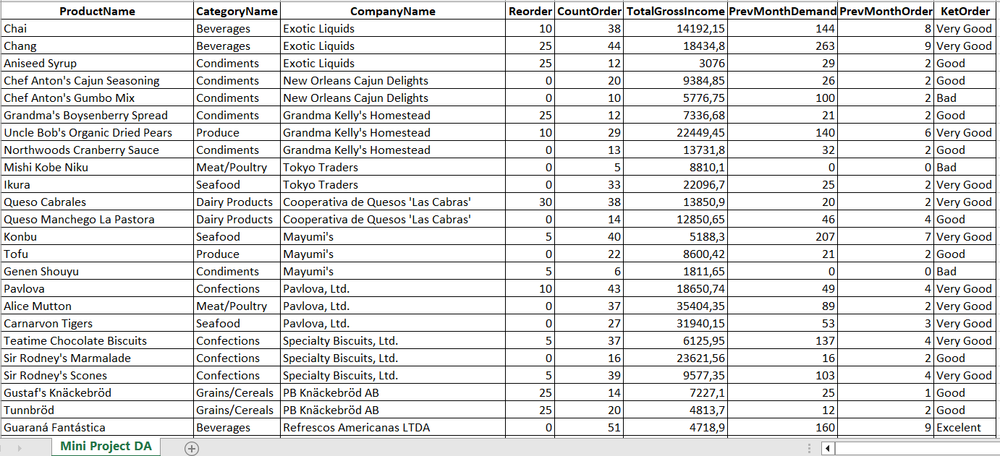 ProductName CategoryName CompanyName Reorder CountOrder TotalGrossIncome PrevMonthDemand PrevMonthOrder KetOrder
Chai Beverages Exotic Liquids 10 38 14192,15 144 8 Very Good
Chang Beverages Exotic Liquids 25 44 18434,8 263 9 Very Good
Aniseed Syrup Condiments Exotic Liquids 25 12 3076 29 2 Good
Chef Anton's Cajun Seasoning Condiments New Orleans Cajun Delights 0 20 9384,85 26 2 Good
Chef Anton's Gumbo Mix Condiments New Orleans Cajun Delights 0 10 5776,75 100 2 Bad
Grandma's Boysenberry Spread Condiments Grandma Kelly's Homestead 25 12 7336,68 21 2 Good
Uncle Bob's Organic Dried Pears Produce Grandma Kelly's Homestead 10 29 22449,45 140 6 Very Good
Northwoods Cranberry Sauce Condiments Grandma Kelly's Homestead 0 13 13731,8 32 2 Good
Mishi Kobe Niku Meat/Poultry Tokyo Traders 0 5 8810,1 0 0 Bad
Ikura Seafood Tokyo Traders 0 33 22096,7 25 2 Very Good
Queso Cabrales Dairy Products Cooperativa de Quesos 'Las Cabras' 30 38 13850,9 20 2 Very Good
Queso Manchego La Pastora Dairy Products Cooperativa de Quesos 'Las Cabras' 0 14 12850,65 46 4 Good
Konbu Seafood Mayumi's 5 40 5188,3 207 7 Very Good
Tofu Produce Mayumi's 0 22 8600,42 21 2 Good
Genen Shouyu Condiments Mayumi's 5 6 1811,65 0 0 Bad
Pavlova Confections Pavlova, Ltd. 10 43 18650,74 49 4 Very Good
Alice Mutton Meat/Poultry Pavlova, Ltd. 0 37 35404,35 89 2 Very Good
Carnarvon Tigers Seafood Pavlova, Ltd. 0 27 31940,15 53 3 Very Good
Teatime Chocolate Biscuits Confections Specialty Biscuits, Ltd. 5 37 6125,95 137 4 Very Good
Sir Rodney's Marmalade Confections Specialty Biscuits, Ltd. 0 16 23621,56 16 2 Good
Sir Rodney's Scones Confections Specialty Biscuits, Ltd. 5 39 9577,35 103 4 Very Good
Gustaf's Knäckebröd Grains/Cereals PB Knäckebröd AB 25 14 7227,1 25 1 Good
Tunnbröd Grains/Cereals PB Knäckebröd AB 25 20 4813,7 12 2 Good
Guaraná Fantástica Beverages Refrescos Americanas LTDA 0 51 4718,9 160 9 Excelent
Mini Project DA